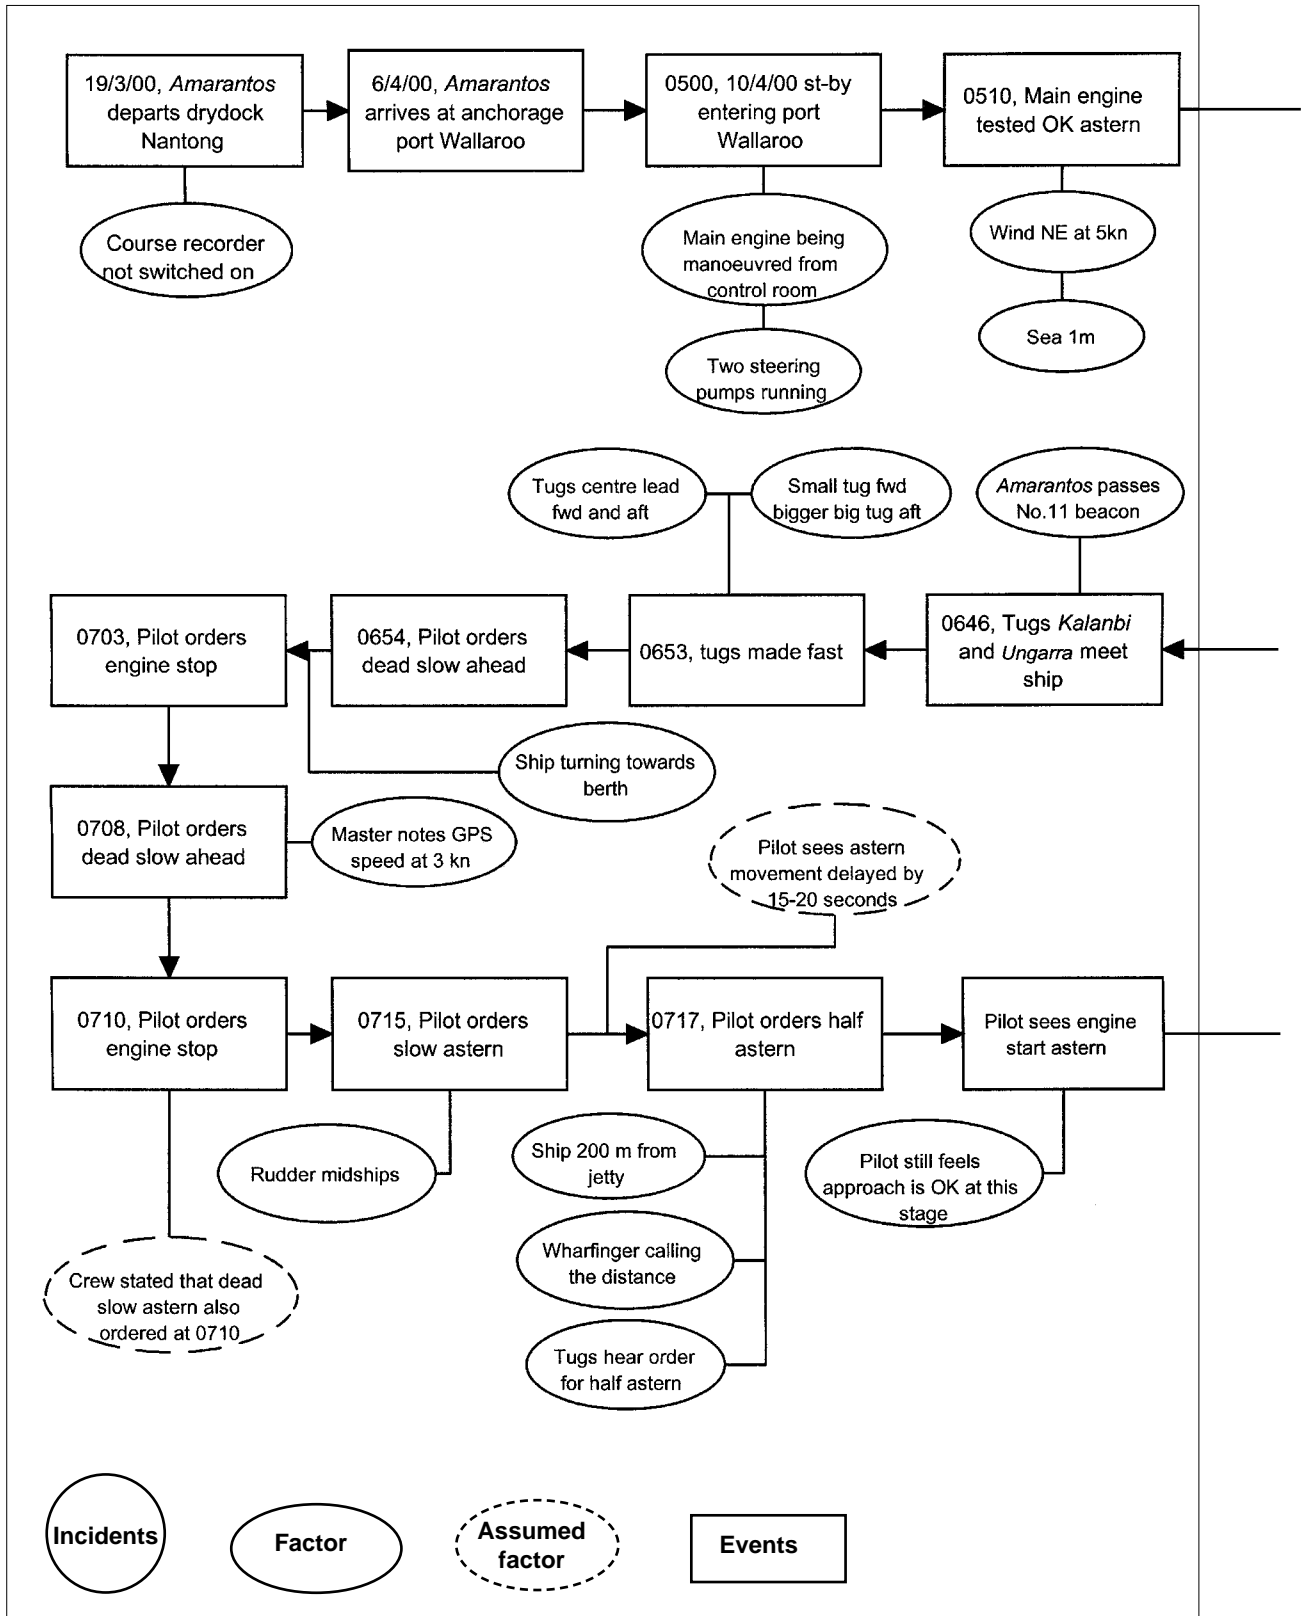 19/3/00, Amarantos
departs drydock
Nantong
6/4/00, Amarantos
arrives at anchorage
port Wallaroo
0500, 10/4/00 st-by
entering port
Wallaroo
0510, Main engine
tested OK astern
Course recorder
not switched on
Main engine being
manoeuvred from
control room
Two steering
pumps running
Wind NE at 5kn
Sea 1m
Tugs centre lead
fwd and aft
Small tug fwd
bigger big tug aft
Amarantos passes
No.11 beacon
0703, Pilot orders
engine stop
0654, Pilot orders
dead slow ahead
0653, tugs made fast
0646, Tugs Kalanbi
and Ungarra meet
ship
Ship turning towards
berth
0708, Pilot orders
dead slow ahead
Master notes GPS
speed at 3 kn
Pilot sees astern
movement delayed by
15-20 seconds
0710, Pilot orders
engine stop
0715, Pilot orders
slow astern
0717, Pilot orders half
astern
Pilot sees engine
start astern
Rudder midships
Ship 200 m from
jetty
Pilot still feels
approach is OK at this
stage
Wharfinger calling
the distance
Crew stated that dead
slow astern also
ordered at 0710
Tugs hear order
for half astern
Incidents
Factor
Assumed
factor
Events